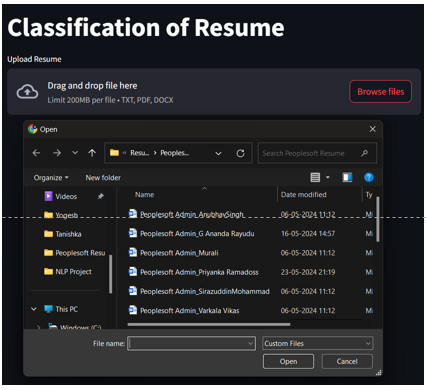 Classification of Resume
Upload Resume
Drag and drop file here
Limit 200MB per file • TXT, PDF, DOCX
Browse files
Open
« Resu... › Peoples...
Search Peoplesoft Resume
Organize
New folder
Videos
Yogesh
Tanishka
Peoplesoft Resu
NLP Project
This PC
Windows (C:)
Name Date modified Ty
Peoplesoft Admin_AnubhavSingh 06-05-2024 11:12 Mi
Peoplesoft Admin_G Ananda Rayudu 16-05-2024 14:57 Mi
Peoplesoft Admin_Murali 06-05-2024 11:12 Mi
Peoplesoft Admin_Priyanka Ramadoss 23-05-2024 21:19 Mi
Peoplesoft Admin_SirazuddinMohammad 06-05-2024 11:12 Mi
Peoplesoft Admin_Varkala Vikas 06-05-2024 11:12 Mi
File name:
Custom Files
Open
Cancel